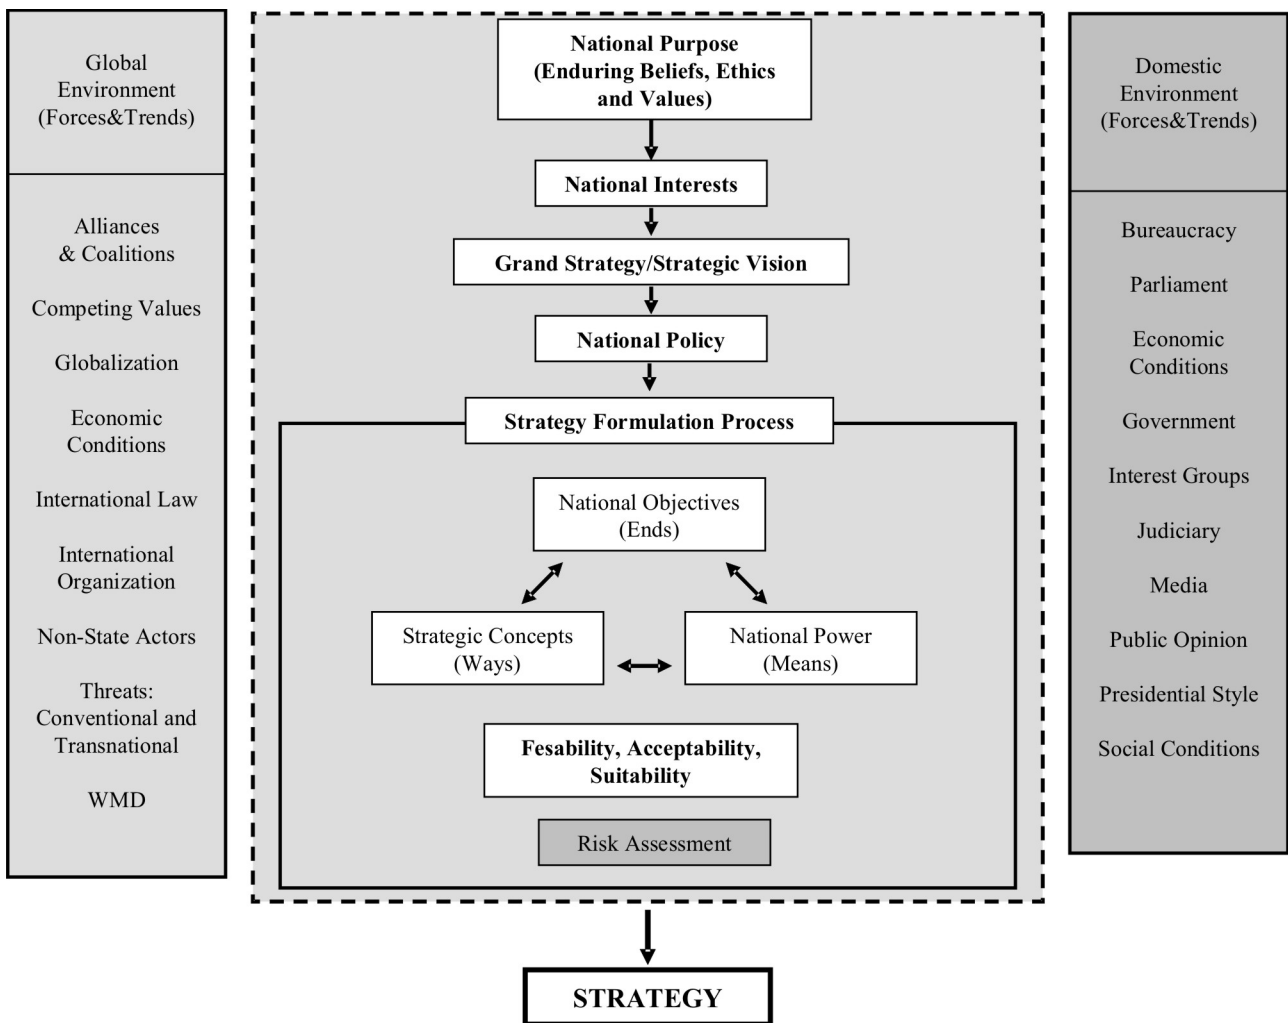 Global
Environment
(Forces&Trends)
Alliances
& Coalitions
Competing Values
Globalization
Economic
Conditions
International Law
International
Organization
Non-State Actors
Threats:
Conventional and
Transnational
WMD
National Purpose
(Enduring Beliefs, Ethics
and Values)
National Interests
Grand Strategy/Strategic Vision
National Policy
Strategy Formulation Process
National Objectives
(Ends)
Strategic Concepts
(Ways)
National Power
(Means)
Fesability, Acceptability,
Suitability
Risk Assessment
STRATEGY
Domestic
Environment
(Forces&Trends)
Bureaucracy
Parliament
Economic
Conditions
Government
Interest Groups
Judiciary
Media
Public Opinion
Presidential Style
Social Conditions